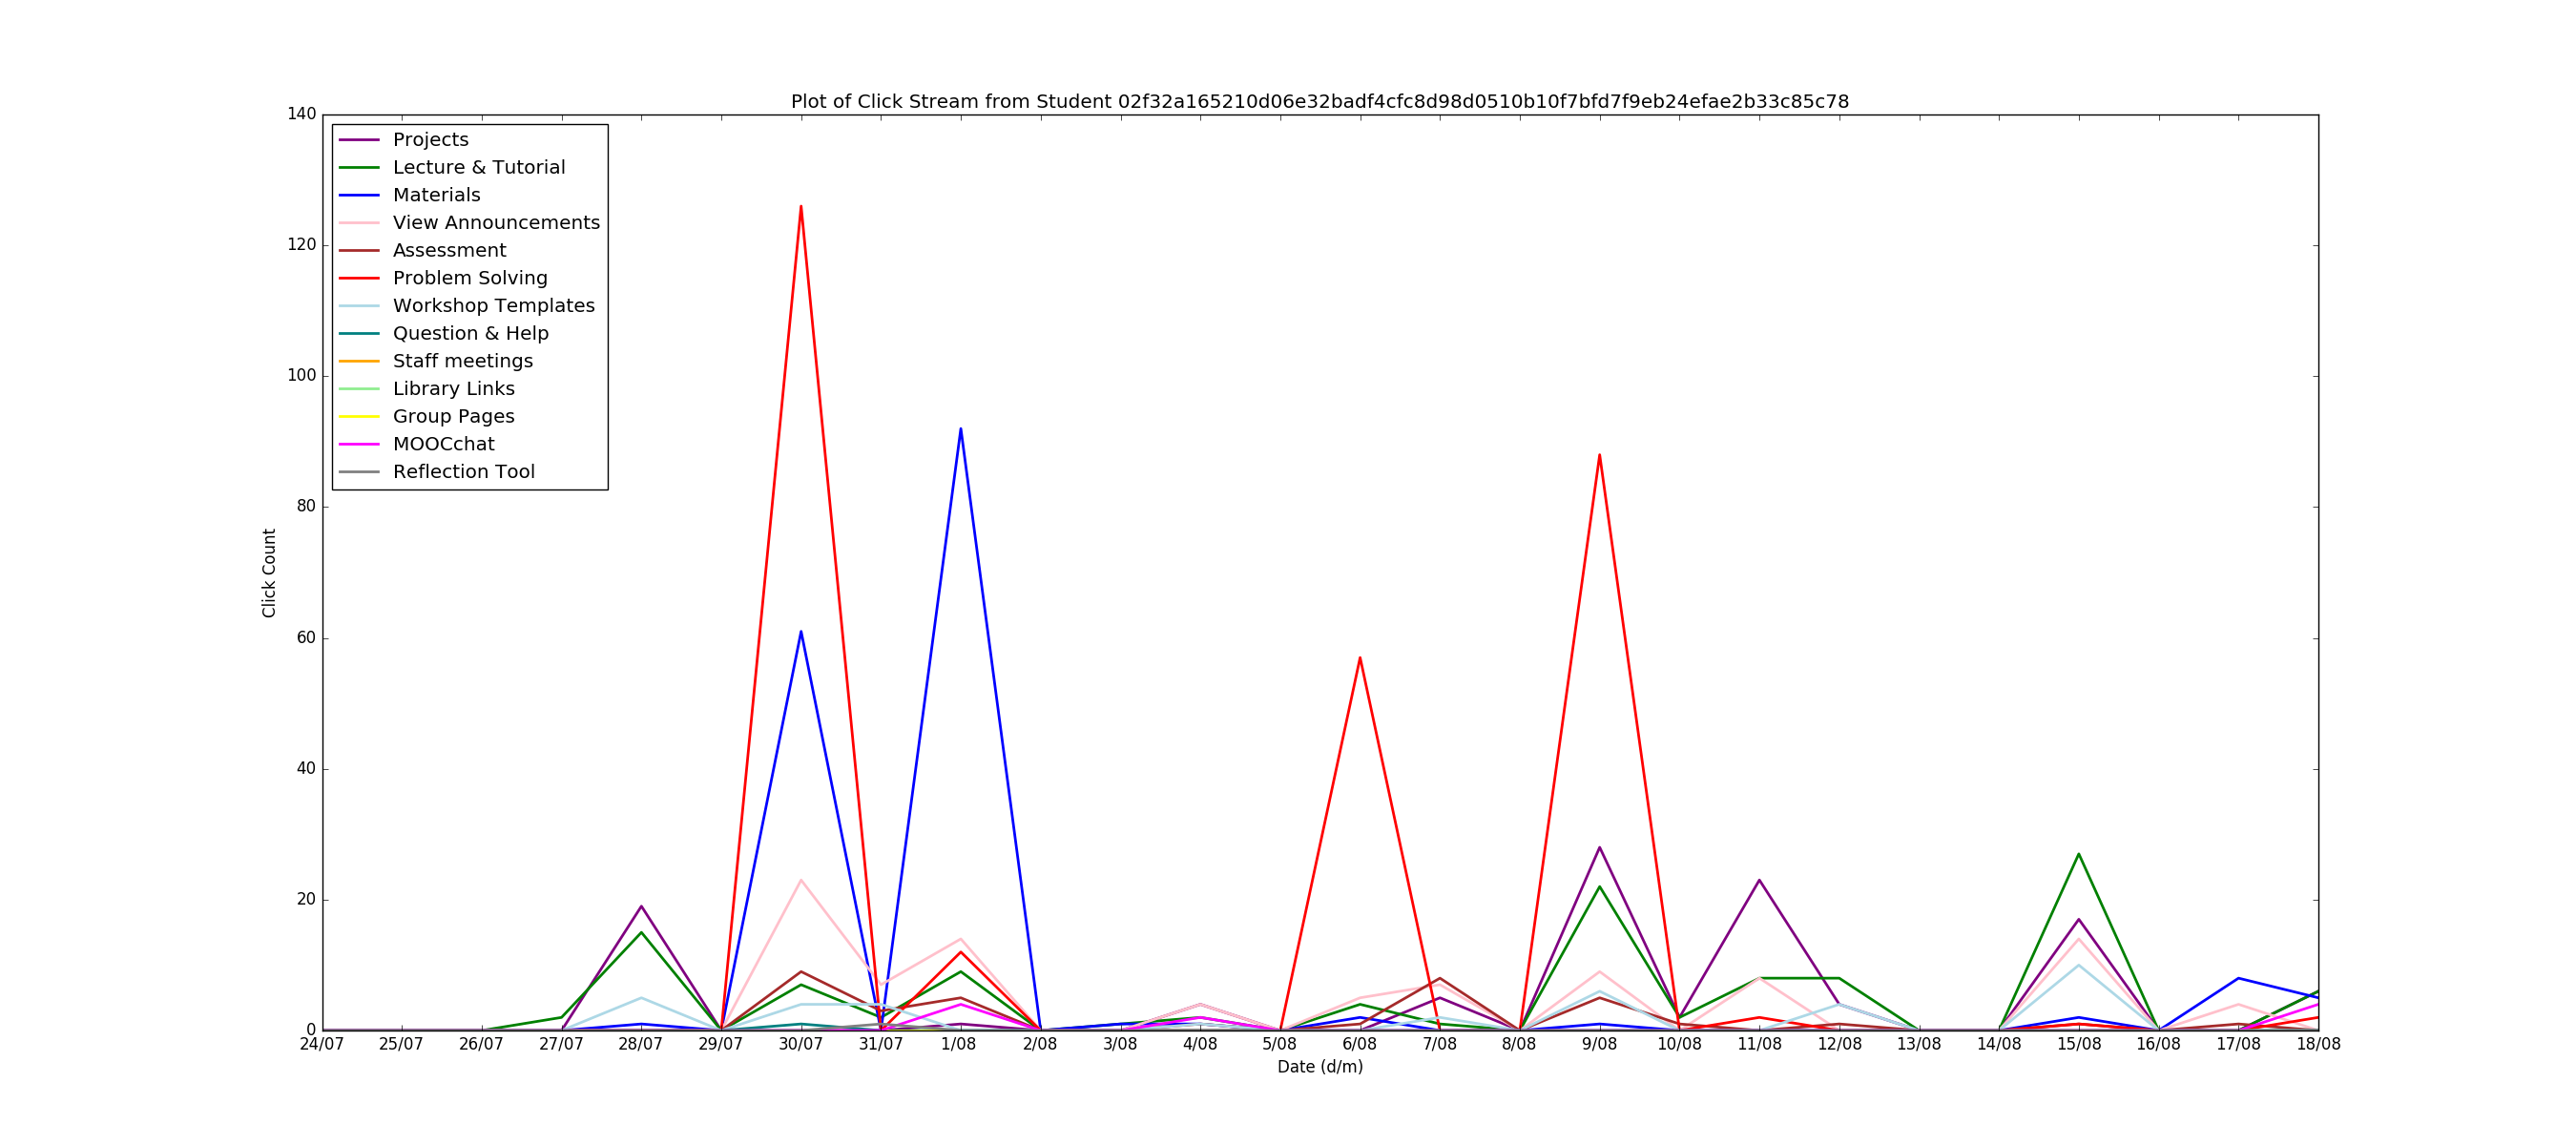 Plot of Click Stream from Student 02f32a165210d06e32badf4cfc8d98d0510b10f7bfd7f9eb24efae2b33c85c78
140
120
100
80
60
40
20
0
Click Count
Projects
Lecture & Tutorial
Materials
View Announcements
Assessment
Problem Solving
Workshop Templates
Question & Help
Staff meetings
Library Links
Group Pages
MOOCchat
Reflection Tool
24/07 25/07 26/07 27/07 28/07 29/07 30/07 31/07 1/08 2/08 3/08 4/08 5/08 6/08 7/08 8/08 9/08 10/08 11/08 12/08 13/08 14/08 15/08 16/08 17/08 18/08
Date (d/m)